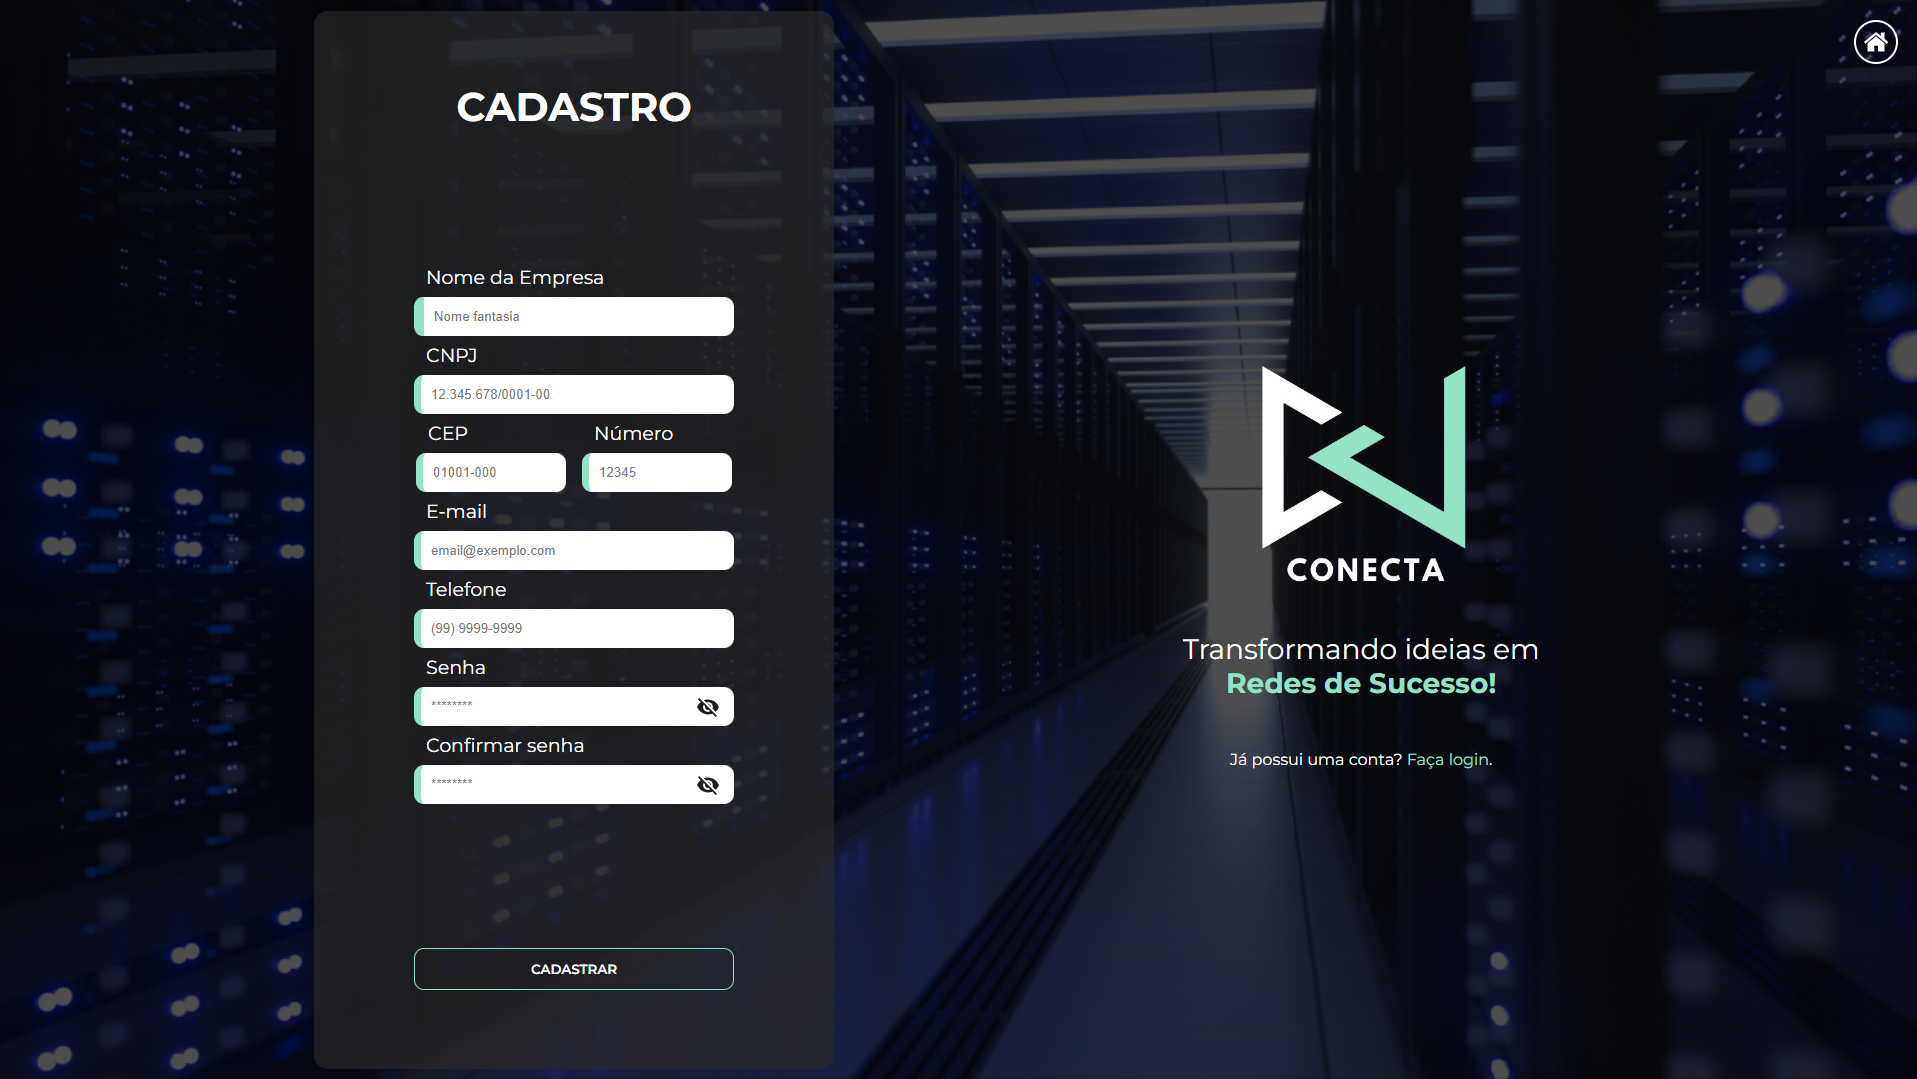 CADASTRO
Nome da Empresa
Nome fantasia
CNPJ
12.345.678/0001-00
CEP
Número
01001-000
12345
E-mail
email@exemplo.com
Telefone
(99) 9999-9999
Senha
********
Confirmar senha
********
CADASTRAR
CONECTA
Transformando ideias em
Redes de Sucesso!
Já possui uma conta? Faça login.